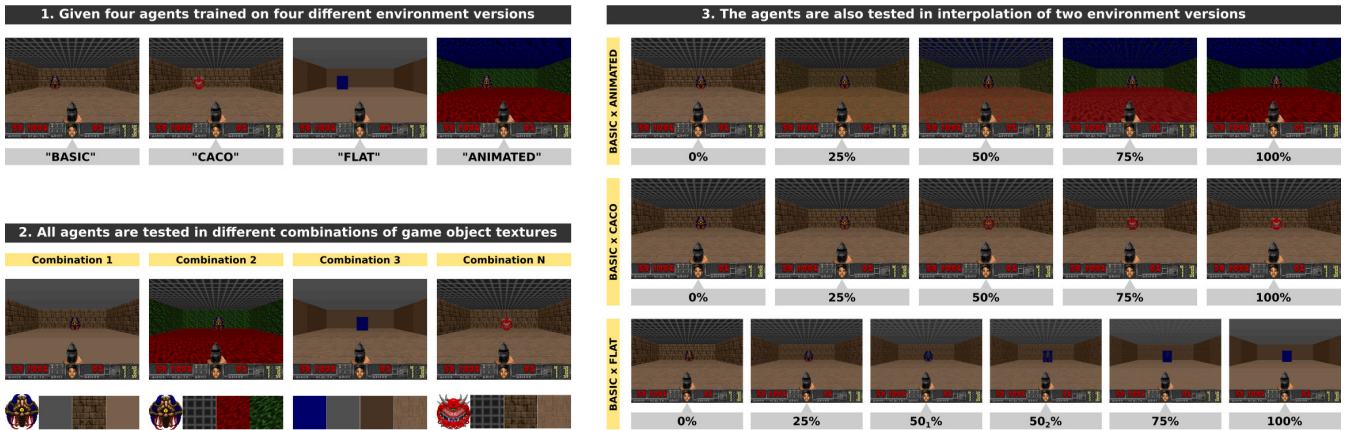 1. Given four agents trained on four different environment versions
"BASIC"
"CACO"
"FLAT"
"ANIMATED"
2. All agents are tested in different combinations of game object textures
Combination 1
Combination 2
Combination 3
Combination N
3. The agents are also tested in interpolation of two environment versions
BASIC x ANIMATED
0%
25%
50%
75%
100%
BASIC x CACO
0%
25%
50%
75%
100%
BASIC x FLAT
0%
25%
50₁%
50₂%
75%
100%